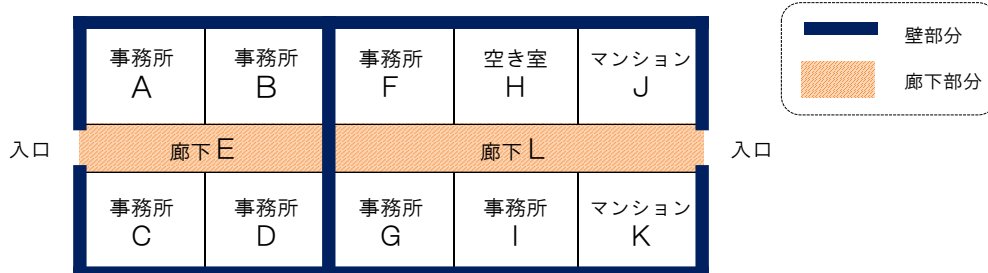 事務所
A
事務所
B
事務所
F
空き室
H
マンション
J
壁部分
廊下部分
入口
廊下E
廊下L
入口
事務所
C
事務所
D
事務所
G
事務所
I
マンション
K